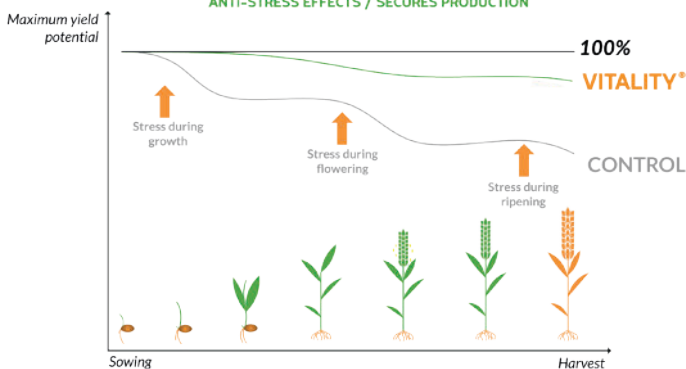 ANTI-STRESS EFFECTS / SECURES PRODUCTION
Maximum yield
potential
100%
VITALITY®
Stress during
growth
Stress during
flowering
CONTROL
Stress during
ripening
Sowing
Harvest